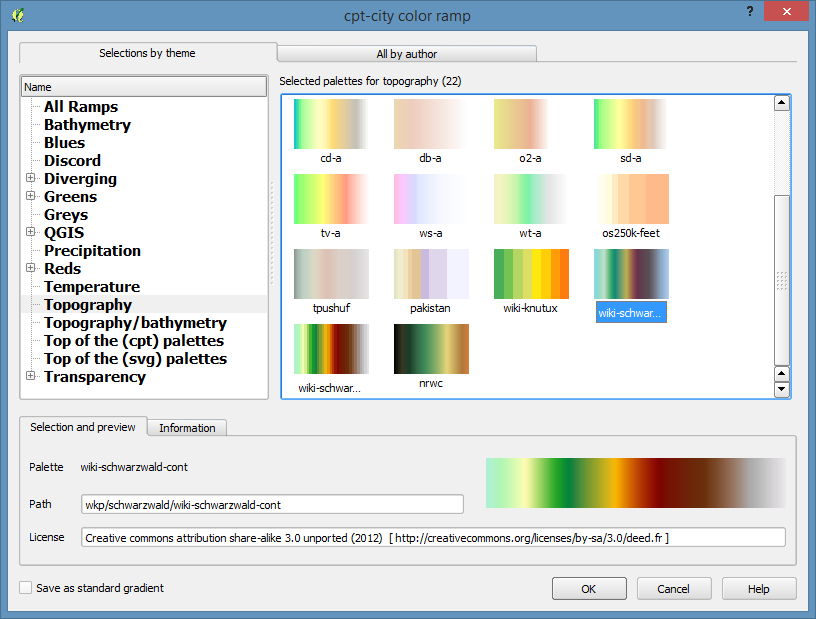 cpt-city color ramp
?
Selections by theme
All by author
Name
All Ramps
Bathymetry
Blues
Discord
Diverging
Greens
Greys
QGIS
Precipitation
Reds
Temperature
Topography
Topography/bathymetry
Top of the (cpt) palettes
Top of the (svg) palettes
Transparency
Selected palettes for topography (22)
cd-a db-a o2-a sd-a
tv-a ws-a wt-a os250k-feet
tpushuf pakistan wiki-knutux wiki-schwar...
wiki-schwar... nrwc
Selection and preview Information
Palette wiki-schwarzwald-cont
Path wkp/schwarzwald/wiki-schwarzwald-cont
License Creative commons attribution share-alike 3.0 unported (2012) [ http://creativecommons.org/licenses/by-sa/3.0/deed.fr ]
Save as standard gradient
OK Cancel Help